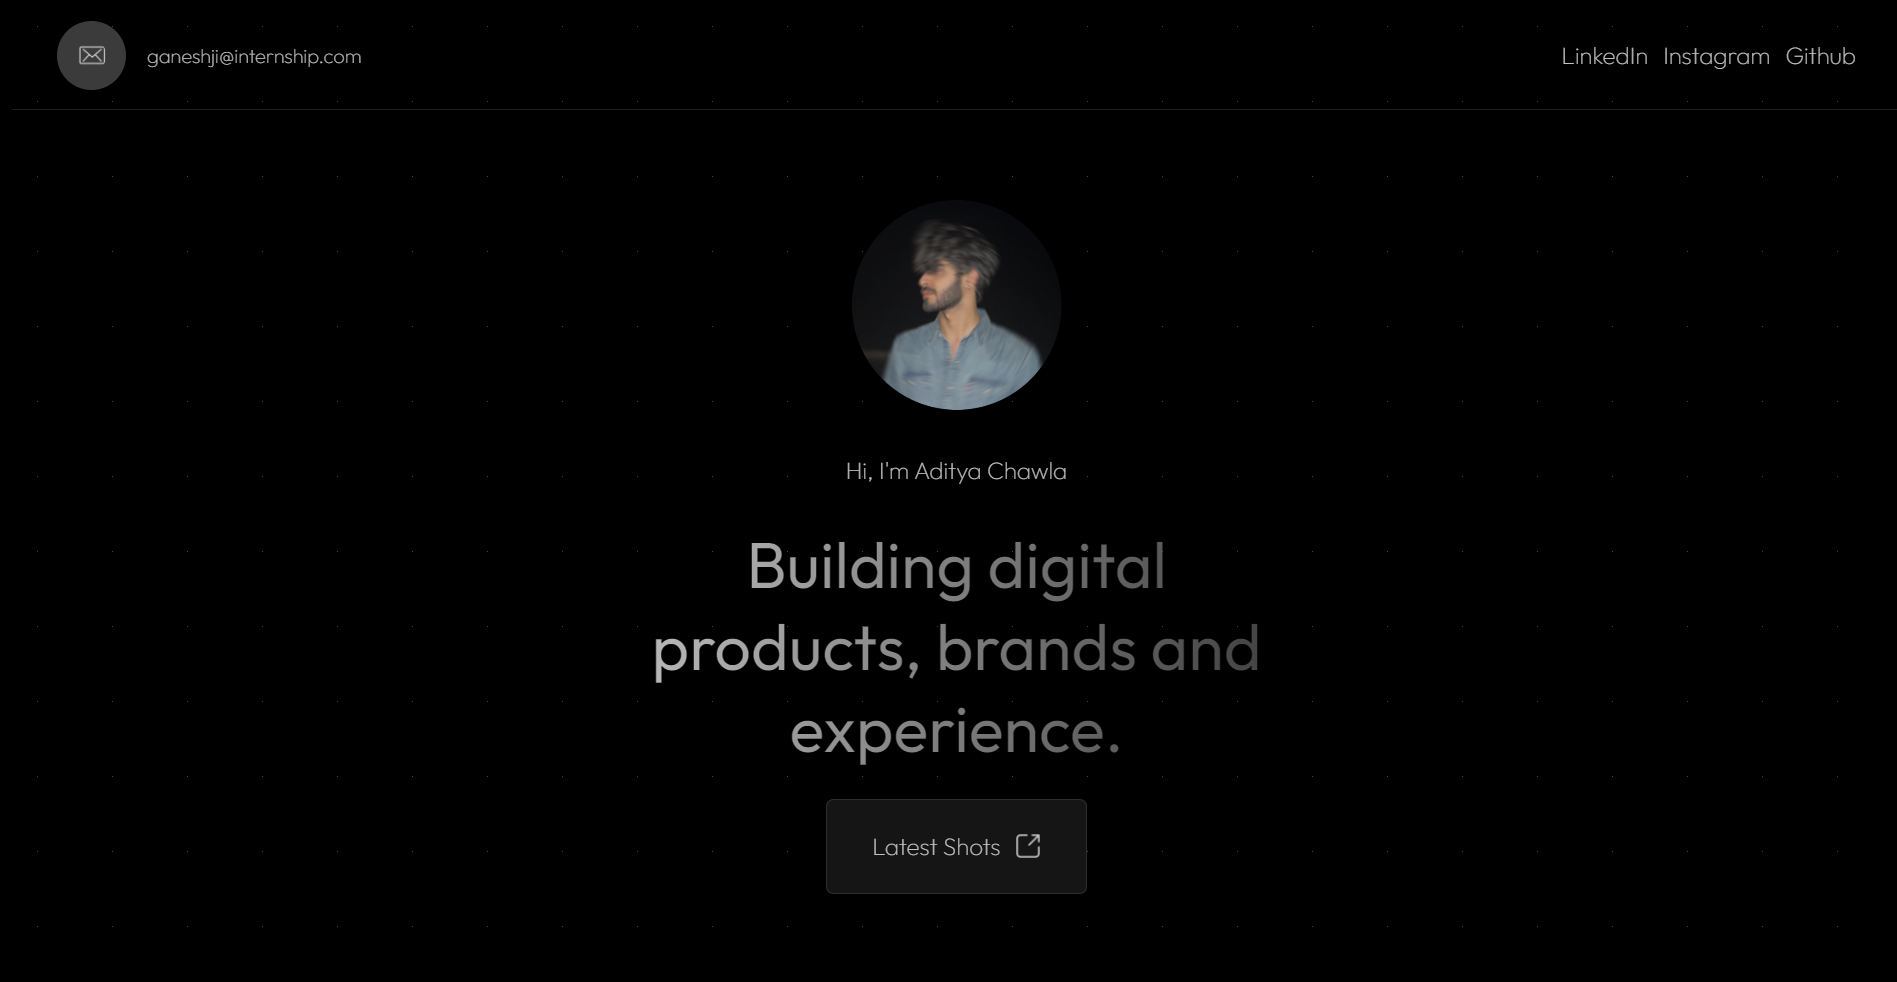 ganeshji@internship.com
LinkedIn Instagram Github
Hi, I'm Aditya Chawla
Building digital
products, brands and
experience.
Latest Shots